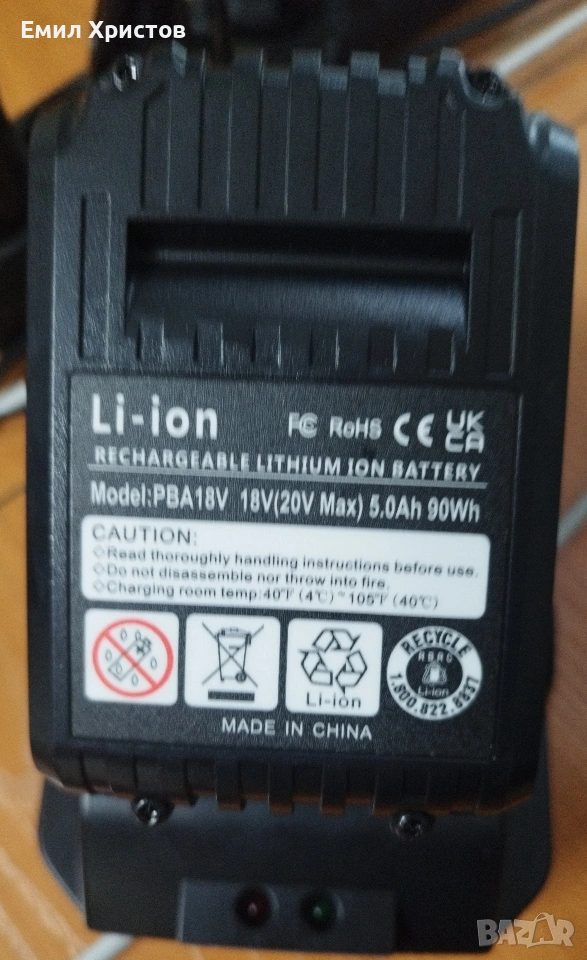 Емил Христов
Li-ion
FC RoHS CE UKCA
RECHARGEABLE LITHIUM ION BATTERY
Model:PBA18V 18V(20V Max) 5.0Ah 90Wh
CAUTION:
◇Read thoroughly handling instructions before use.
◇Do not disassemble nor throw into fire.
◇Charging room temp:40℉ (4℃) ~ 105℉ (40℃)
Li-ion
RECYCLE
RBRC
Li-ion
1.800.822.8837
MADE IN CHINA
BAZAR